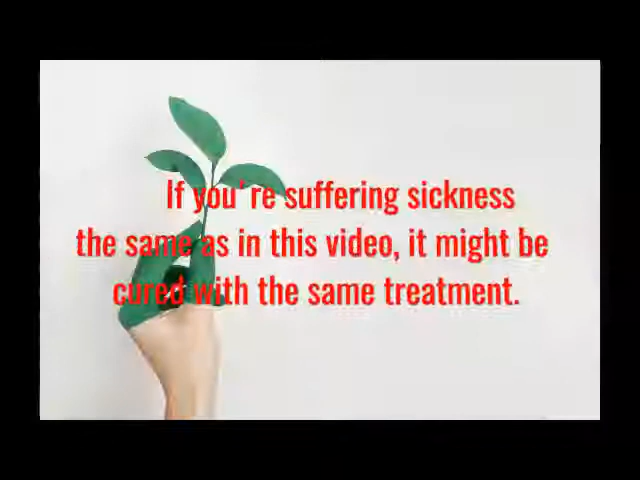 If you're suffering sickness
the same as in this video, it might be
cured with the same treatment.